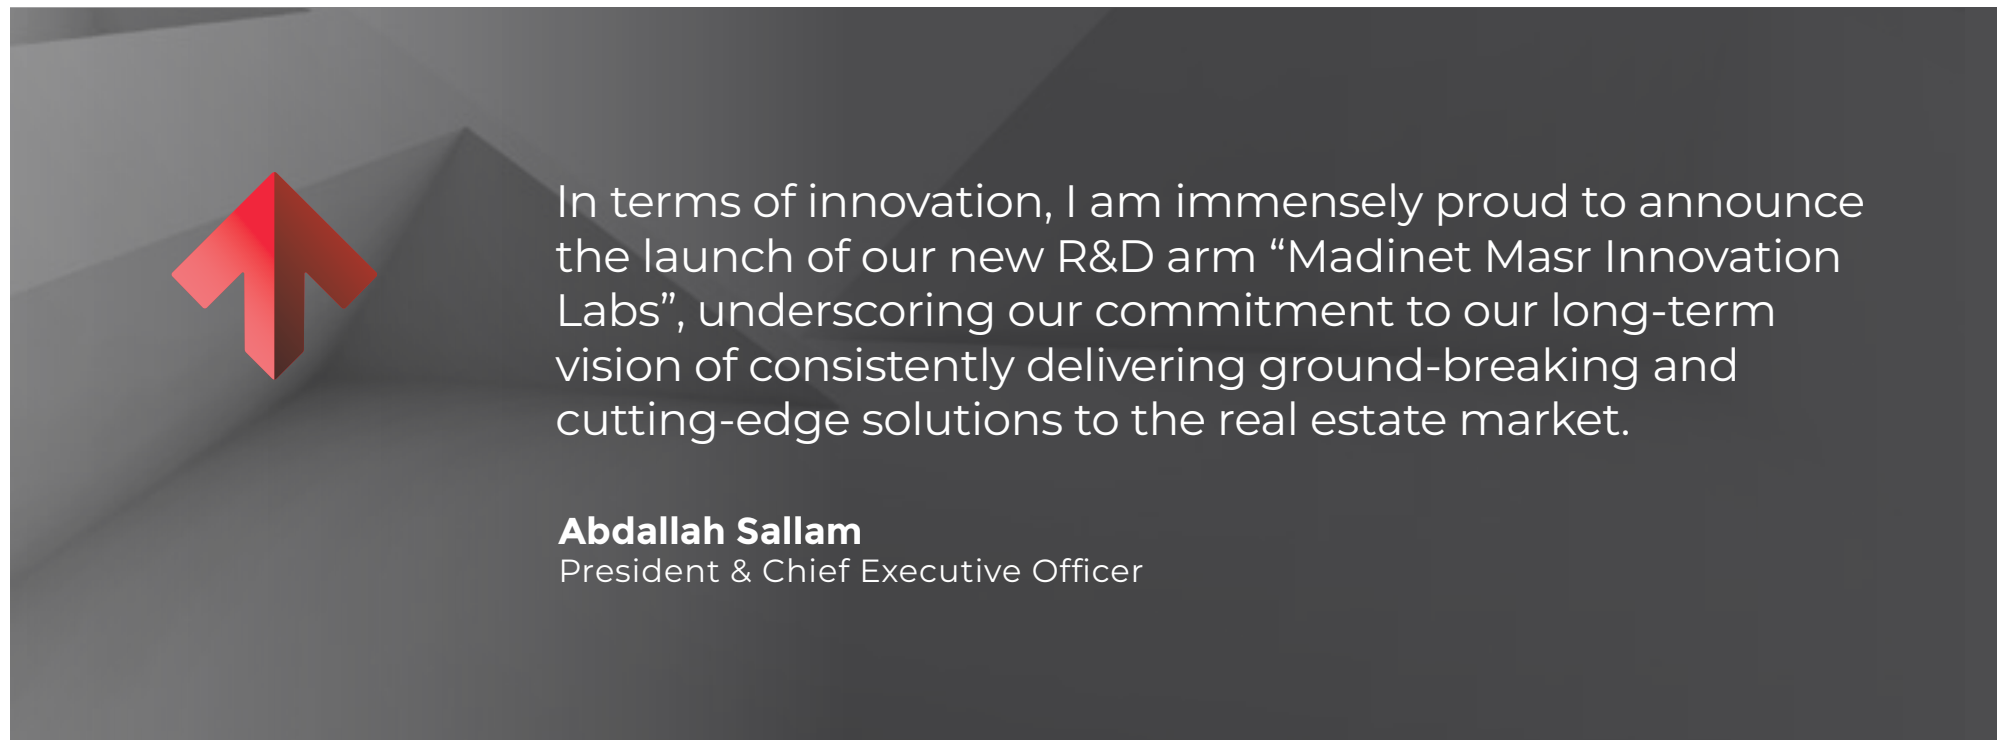 In terms of innovation, I am immensely proud to announce
the launch of our new R&D arm “Madinet Masr Innovation
Labs”, underscoring our commitment to our long-term
vision of consistently delivering ground-breaking and
cutting-edge solutions to the real estate market.
Abdallah Sallam
President & Chief Executive Officer